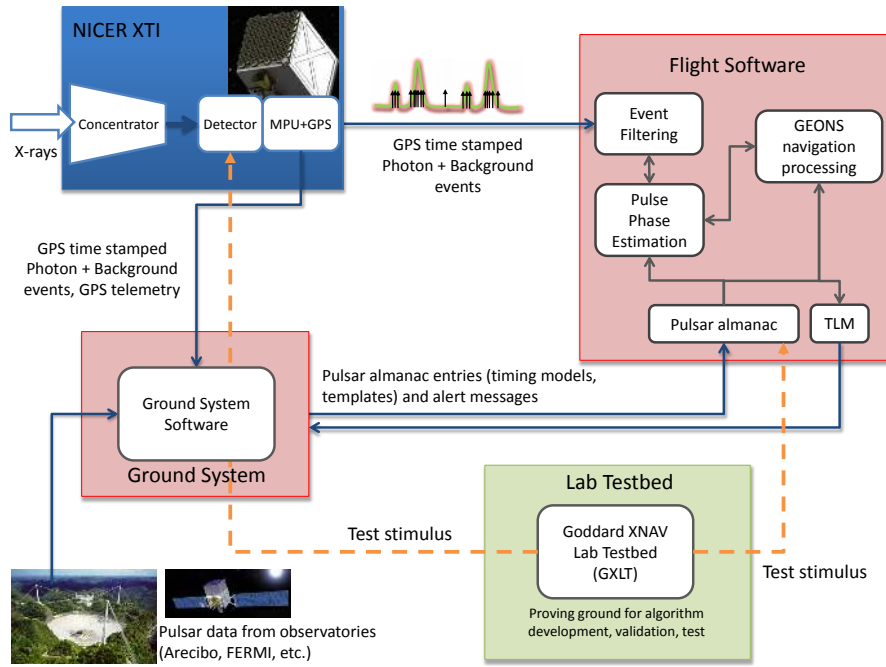 NICER XTI
X-rays
Concentrator
Detector
MPU+GPS
GPS time stamped
Photon + Background
events
Flight Software
Event
Filtering
GEONS
navigation
processing
Pulse
Phase
Estimation
Pulsar almanac
TLM
GPS time stamped
Photon + Background
events, GPS telemetry
Ground System
Software
Ground System
Pulsar almanac entries (timing models,
templates) and alert messages
Lab Testbed
Goddard XNAV
Lab Testbed
(GXLT)
Proving ground for algorithm
development, validation, test
Test stimulus
Test stimulus
Pulsar data from observatories
(Arecibo, FERMI, etc.)